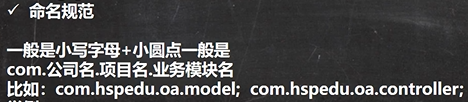 ✓ 命名规范
一般是小写字母+小圆点一般是
com.公司名.项目名.业务模块名
比如：com.hspedu.oa.model; com.hspedu.oa.controller;